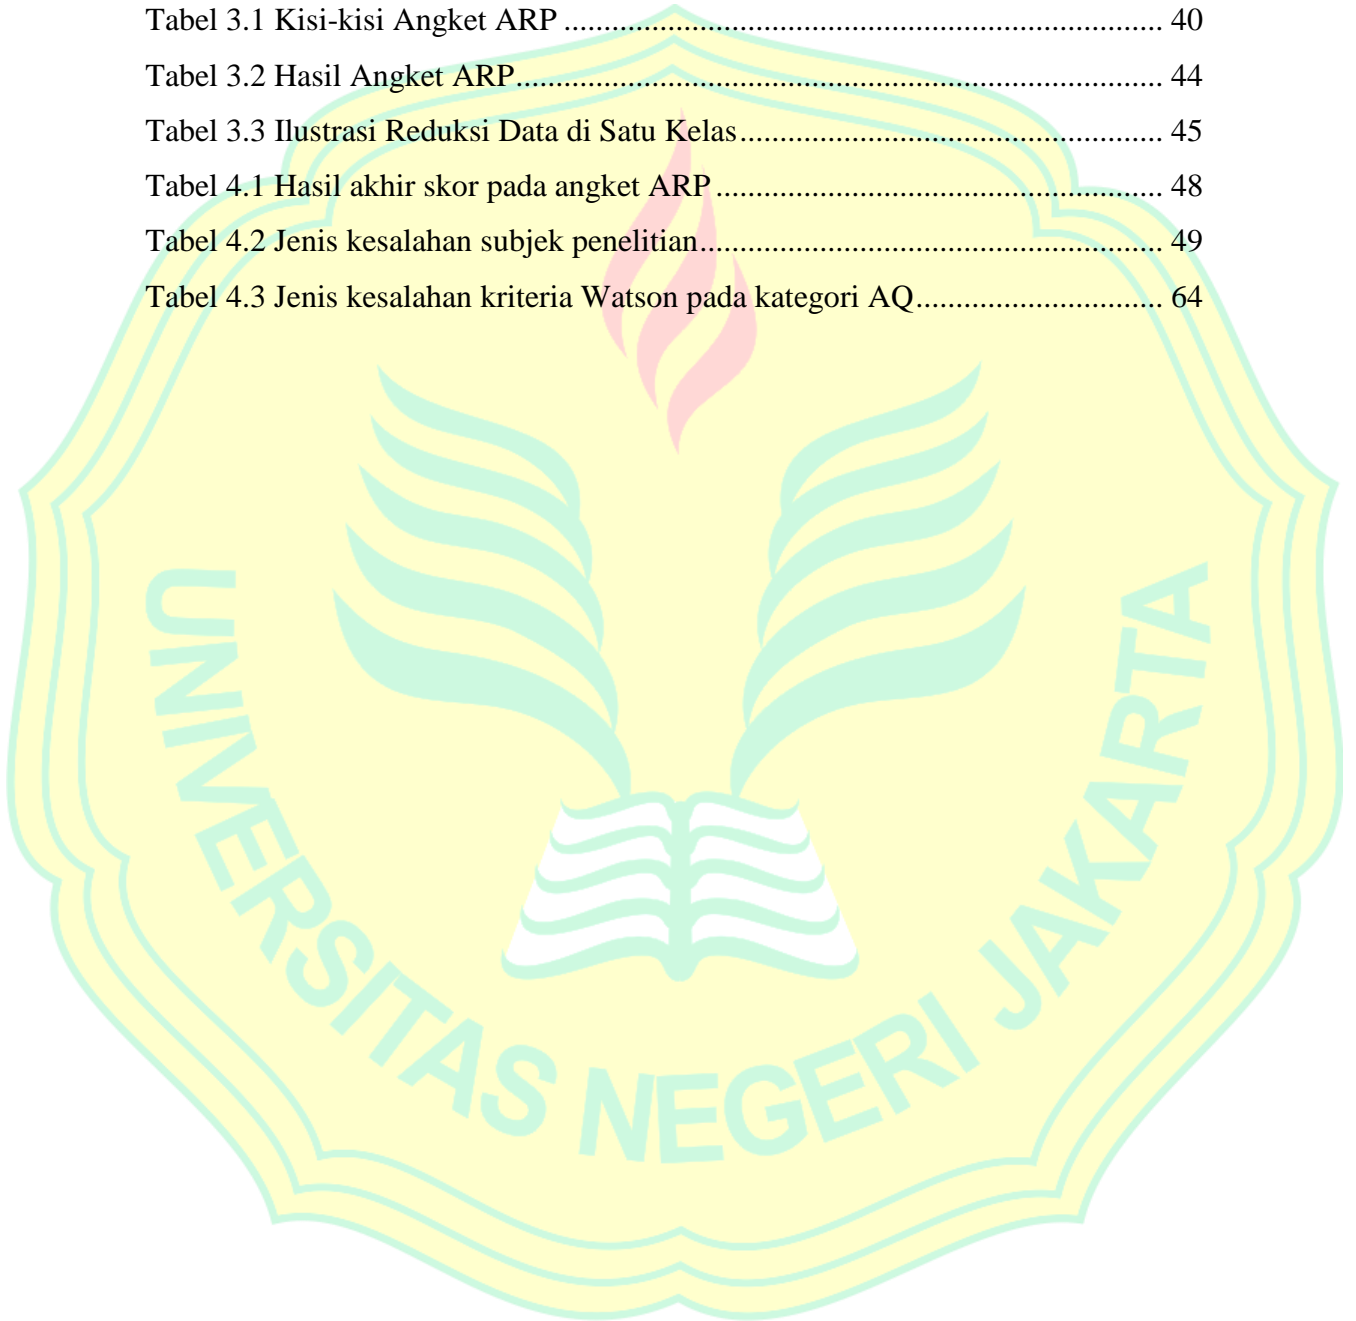 Tabel 3.1 Kisi-kisi Angket ARP ........................................................................... 40
Tabel 3.2 Hasil Angket ARP................................................................................. 44
Tabel 3.3 Ilustrasi Reduksi Data di Satu Kelas..................................................... 45
Tabel 4.1 Hasil akhir skor pada angket ARP ........................................................ 48
Tabel 4.2 Jenis kesalahan subjek penelitian.......................................................... 49
Tabel 4.3 Jenis kesalahan kriteria Watson pada kategori AQ............................... 64
UNIVERSITAS NEGERI JAKARTA